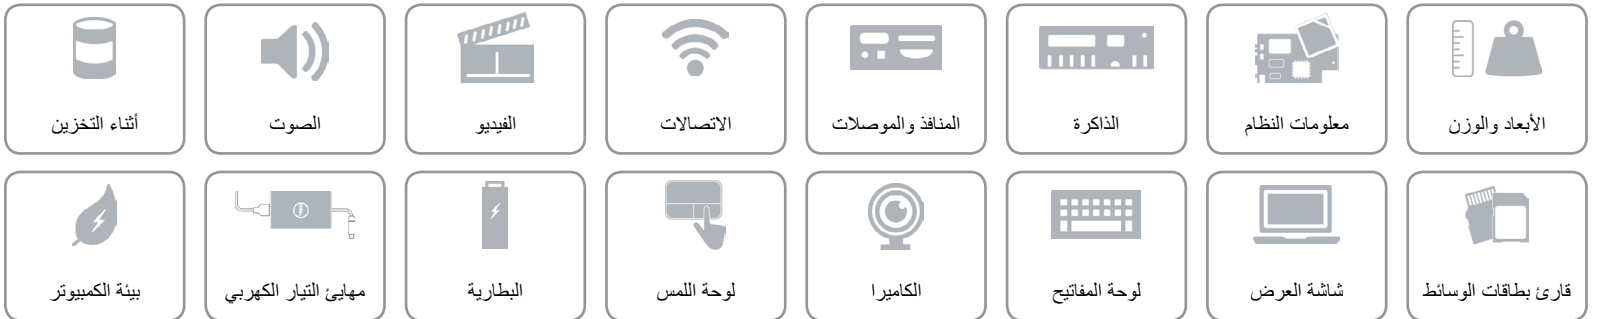 الأبعاد والوزن
معلومات النظام
الذاكرة
المنافذ والموصلات
الاتصالات
الفيديو
الصوت
أثناء التخزين
قارئ بطاقات الوسائط
شاشة العرض
لوحة المفاتيح
الكاميرا
لوحة اللمس
البطارية
مهايئ التيار الكهربي
بيئة الكمبيوتر